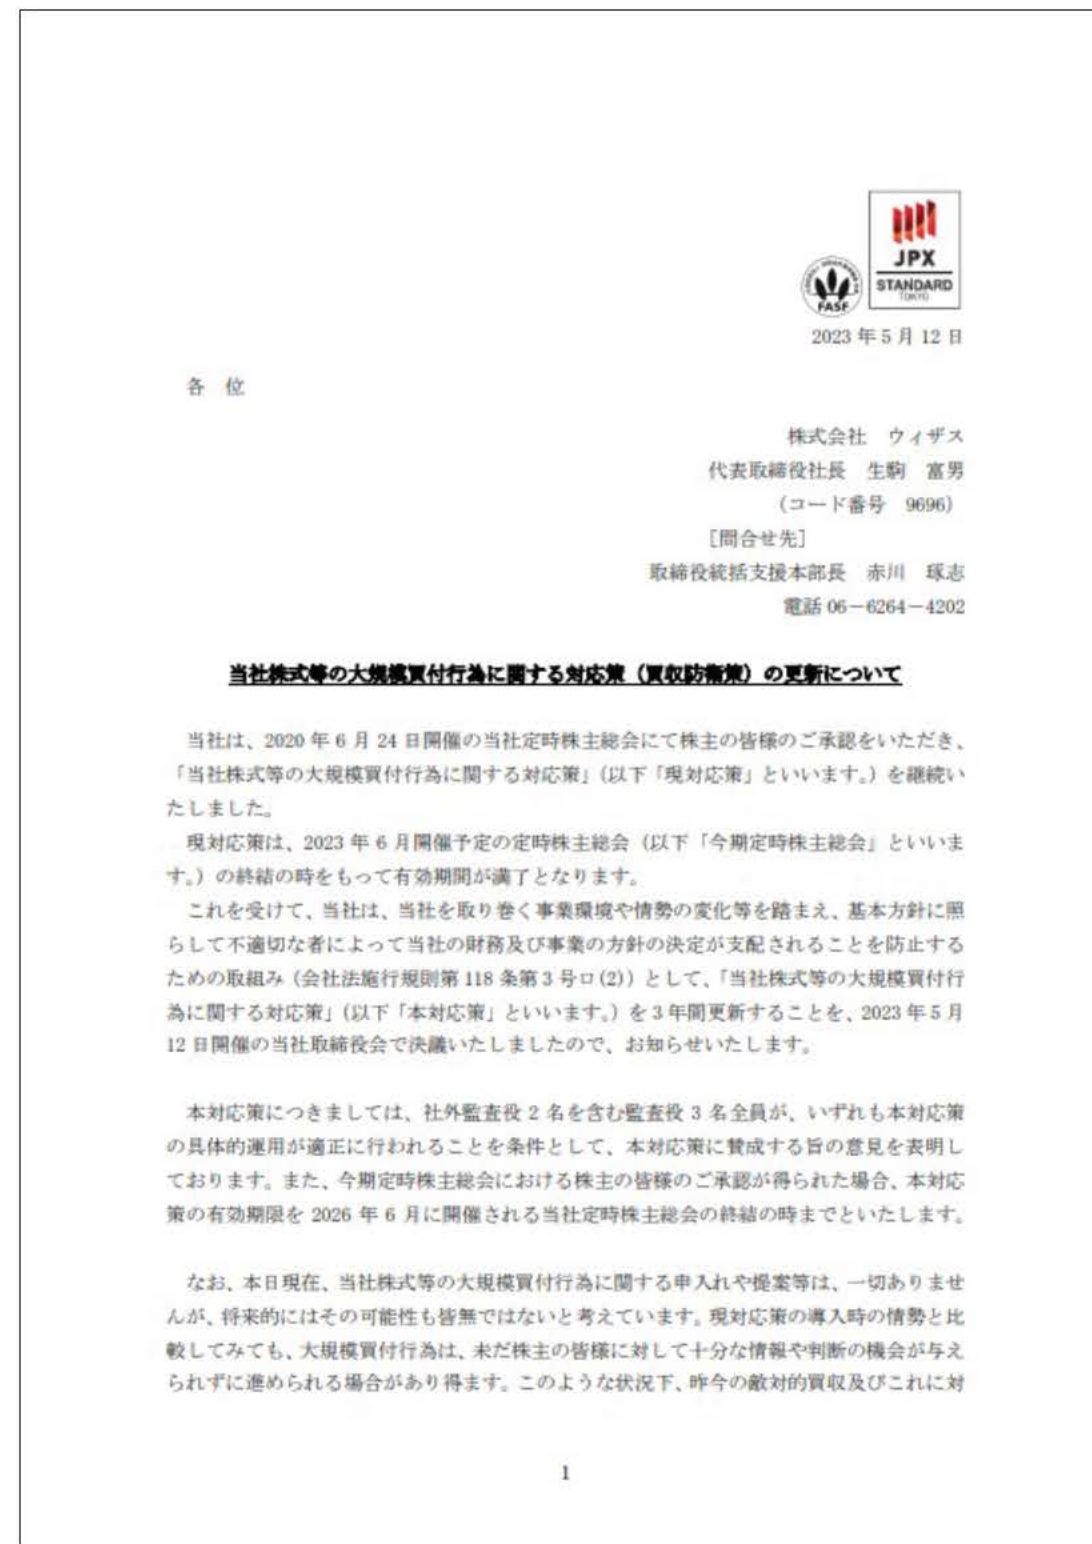 JPX
STANDARD
TOKYO
FASF
2023 年 5 月 12 日
各　位
株式会社　ウィザス
代表取締役社長　生駒　富男
（コード番号　9696）
［問合せ先］
取締役統括支援本部長　赤川　琢志
電話 06－6264－4202
当社株式等の大規模買付行為に関する対応策（買収防衛策）の更新について
当社は、2020 年 6 月 24 日開催の当社定時株主総会にて株主の皆様のご承認をいただき、
「当社株式等の大規模買付行為に関する対応策」（以下「現対応策」といいます。）を継続い
たしました。
現対応策は、2023 年 6 月開催予定の定時株主総会（以下「今期定時株主総会」といいま
す。）の終結の時をもって有効期間が満了となります。
これを受けて、当社は、当社を取り巻く事業環境や情勢の変化等を踏まえ、基本方針に照
らして不適切な者によって当社の財務及び事業の方針の決定が支配されることを防止する
ための取組み（会社法施行規則第 118 条第 3 号ロ(2)）として、「当社株式等の大規模買付行
為に関する対応策」（以下「本対応策」といいます。）を 3 年間更新することを、2023 年 5 月
12 日開催の当社取締役会で決議いたしましたので、お知らせいたします。
本対応策につきましては、社外監査役 2 名を含む監査役 3 名全員が、いずれも本対応策
の具体的運用が適正に行われることを条件として、本対応策に賛成する旨の意見を表明し
ております。また、今期定時株主総会における株主の皆様のご承認が得られた場合、本対応
策の有効期限を 2026 年 6 月に開催される当社定時株主総会の終結の時までといたします。
なお、本日現在、当社株式等の大規模買付行為に関する申入れや提案等は、一切ありませ
んが、将来的にはその可能性も皆無ではないと考えています。現対応策の導入時の情勢と比
較してみても、大規模買付行為は、未だ株主の皆様に対して十分な情報や判断の機会が与え
られずに進められる場合があり得ます。このような状況下、昨今の敵対的買収及びこれに対
1